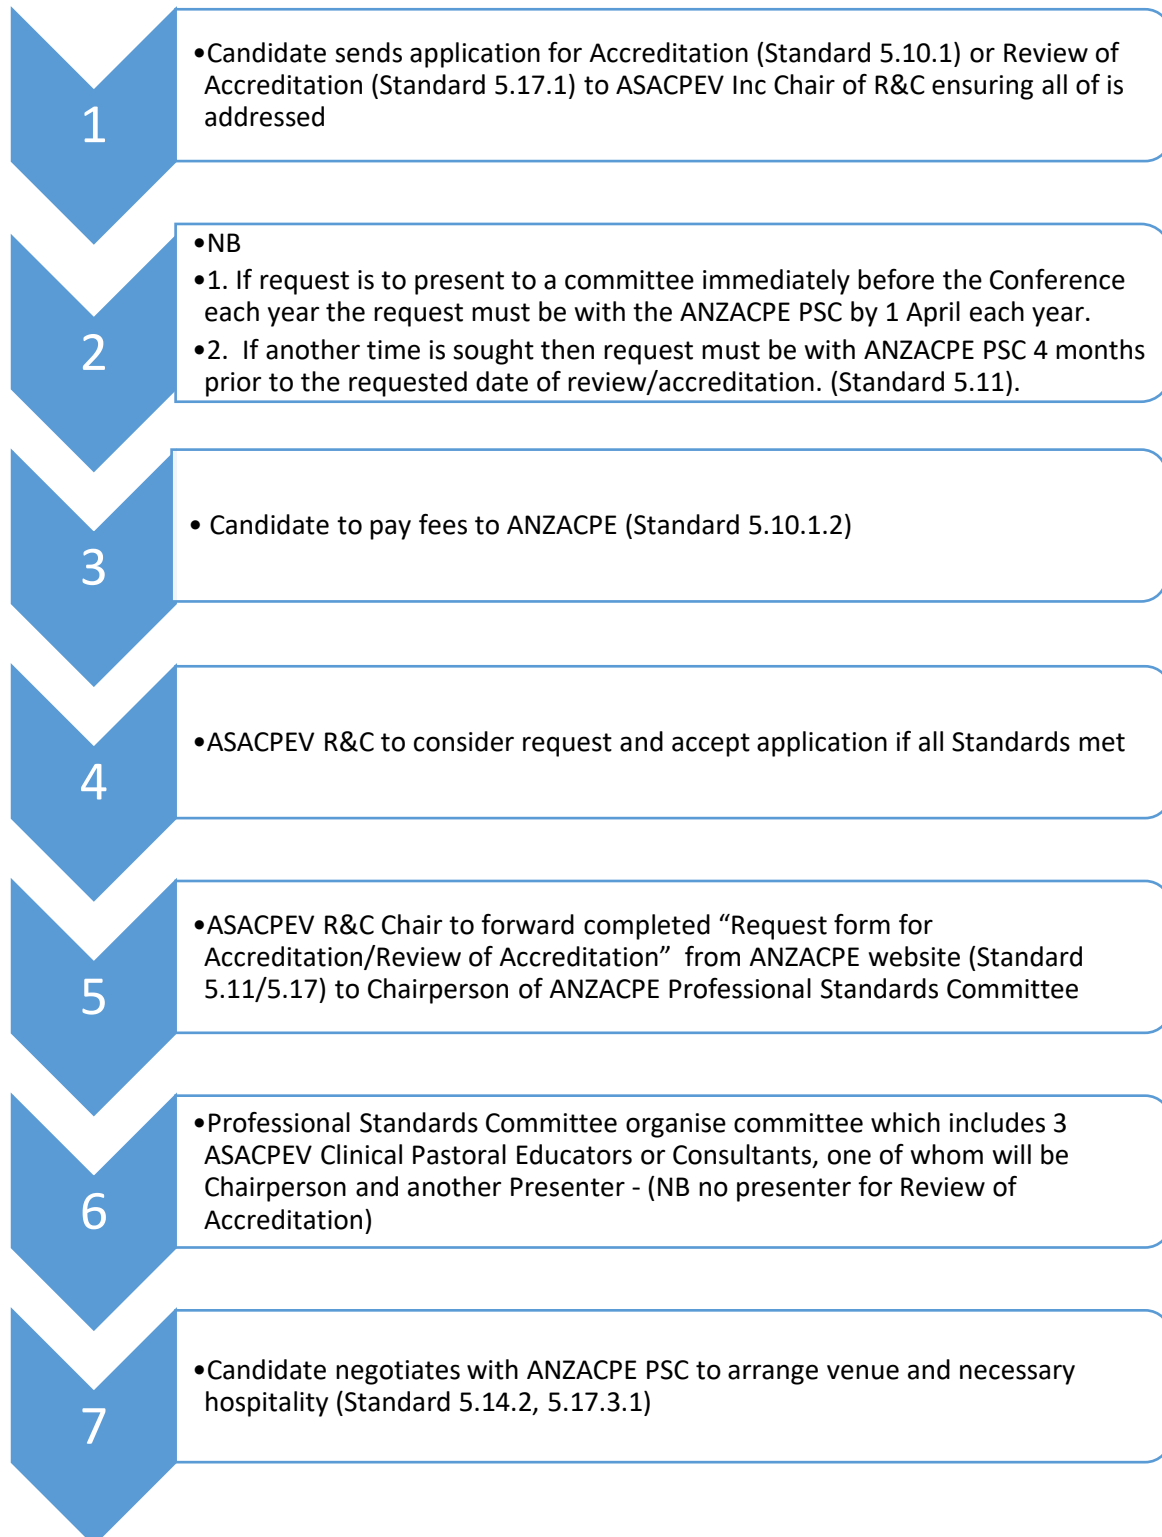 1
•Candidate sends application for Accreditation (Standard 5.10.1) or Review of
Accreditation (Standard 5.17.1) to ASACPEV Inc Chair of R&C ensuring all of is
addressed
2
•NB
•1. If request is to present to a committee immediately before the Conference
each year the request must be with the ANZACPE PSC by 1 April each year.
•2. If another time is sought then request must be with ANZACPE PSC 4 months
prior to the requested date of review/accreditation. (Standard 5.11).
3
• Candidate to pay fees to ANZACPE (Standard 5.10.1.2)
4
•ASACPEV R&C to consider request and accept application if all Standards met
5
•ASACPEV R&C Chair to forward completed “Request form for
Accreditation/Review of Accreditation” from ANZACPE website (Standard
5.11/5.17) to Chairperson of ANZACPE Professional Standards Committee
6
•Professional Standards Committee organise committee which includes 3
ASACPEV Clinical Pastoral Educators or Consultants, one of whom will be
Chairperson and another Presenter - (NB no presenter for Review of
Accreditation)
7
•Candidate negotiates with ANZACPE PSC to arrange venue and necessary
hospitality (Standard 5.14.2, 5.17.3.1)